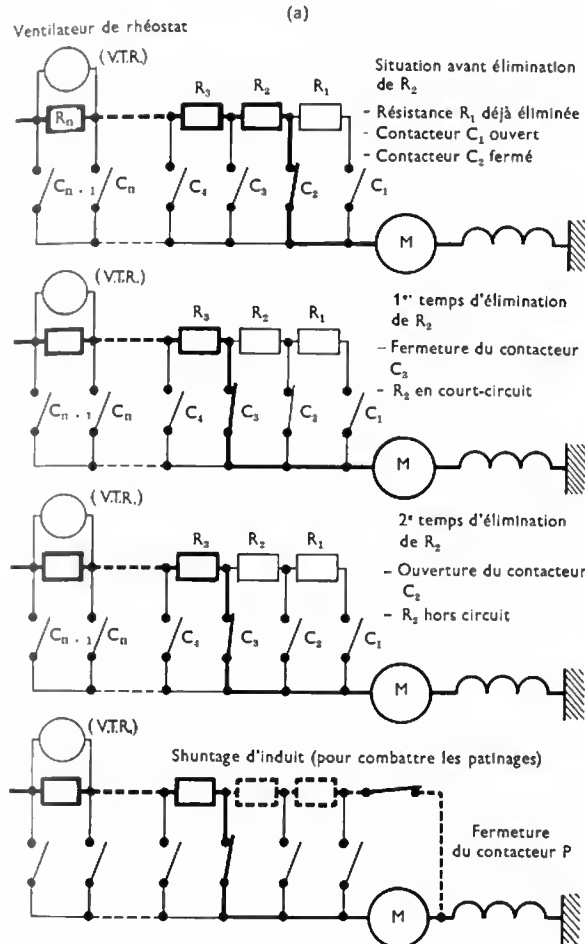 (a)
Ventilateur de rhéostat
(V.T.R.)
Rn
R3
R2
R1
Situation avant élimination
de R2
- Résistance R1 déjà éliminée
- Contacteur C1 ouvert
- Contacteur C2 fermé
Cn . 1
Cn
C4
C3
C2
C1
M
(V.T.R.)
R3
R2
R1
1er temps d'élimination
de R2
- Fermeture du contacteur
C3
- R2 en court-circuit
Cn . 1
Cn
C4
C3
C2
C1
M
(V.T.R.)
R3
R2
R1
2e temps d'élimination
de R2
- Ouverture du contacteur
C2
- R2 hors circuit
Cn . 1
Cn
C4
C3
C2
C1
M
(V.T.R.)
Shuntage d'induit (pour combattre les patinages)
Fermeture
du contacteur P
M